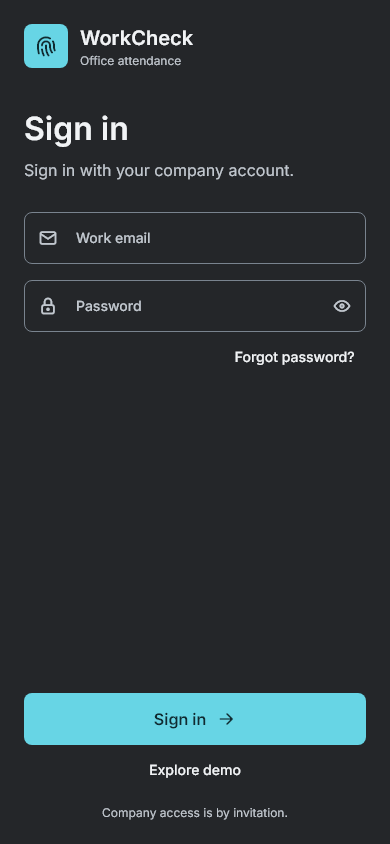 WorkCheck
Office attendance
Sign in
Sign in with your company account.
Work email
Password
Forgot password?
Sign in
Explore demo
Company access is by invitation.